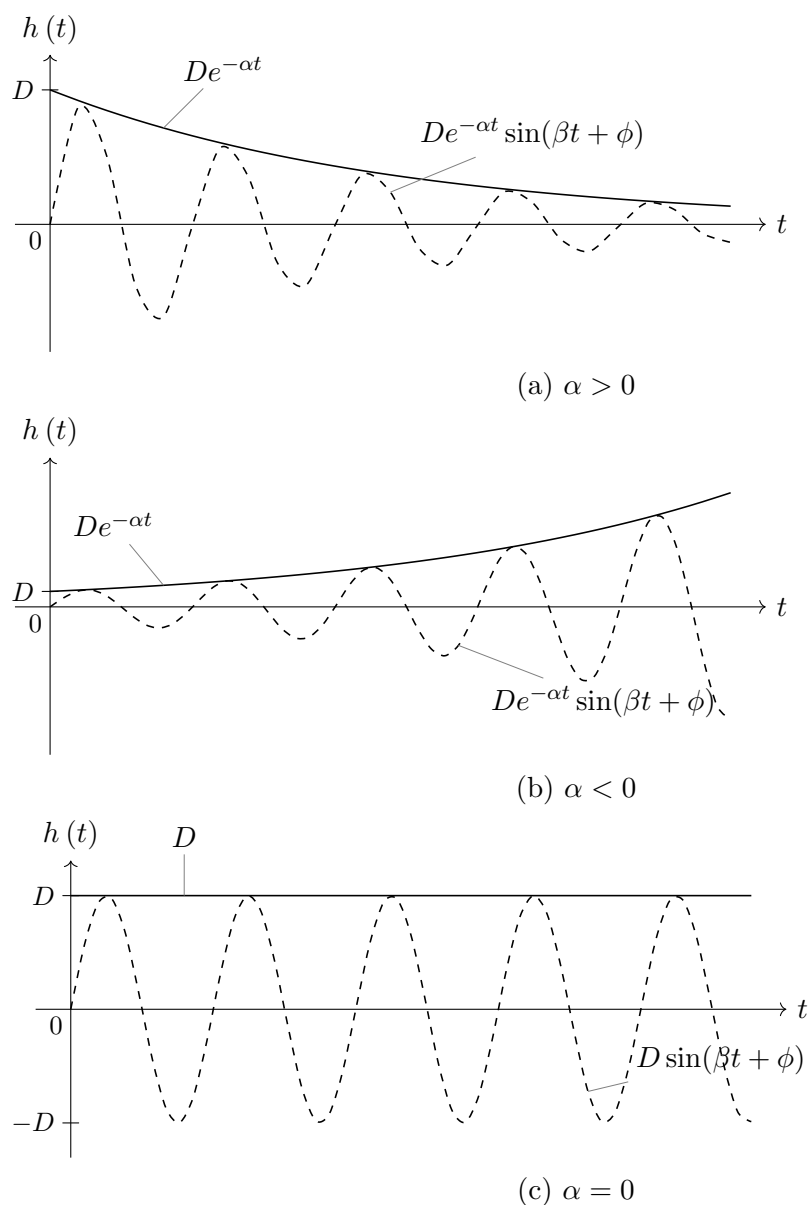 h (t)
De^{-αt}
D
De^{-αt} sin(βt + ϕ)
t
0
(a) α > 0
h (t)
De^{-αt}
D
t
0
De^{-αt} sin(βt + ϕ)
(b) α < 0
h (t)
D
D
t
0
D sin(βt + ϕ)
−D
(c) α = 0